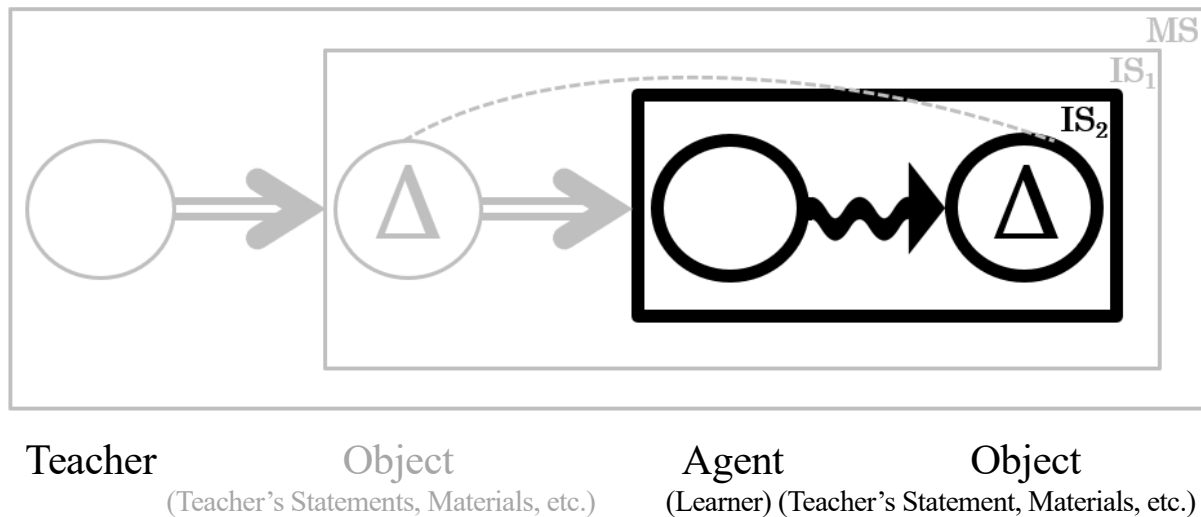 MS
IS₁
IS₂
Δ Δ
Teacher Object Agent Object
(Teacher’s Statements, Materials, etc.) (Learner) (Teacher’s Statement, Materials, etc.)